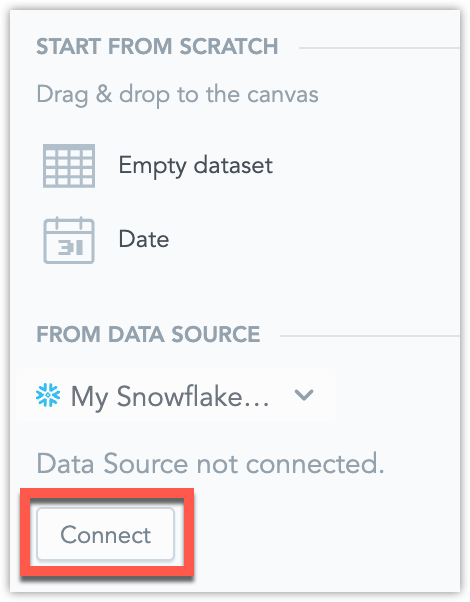 START FROM SCRATCH
Drag & drop to the canvas
Empty dataset
31
Date
FROM DATA SOURCE
My Snowflake...
Data Source not connected.
Connect